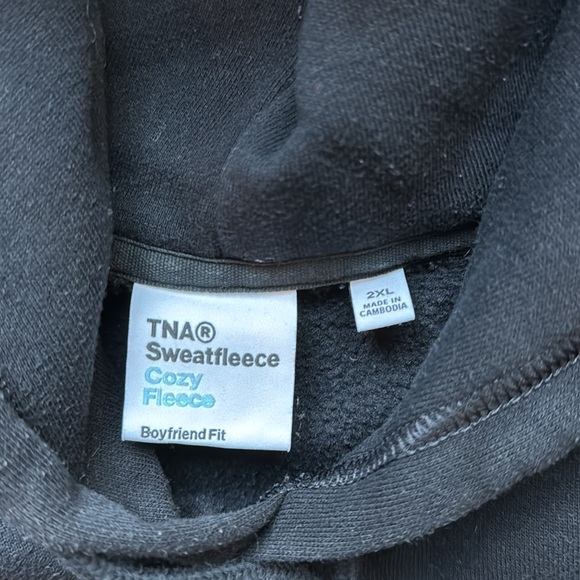 TNA®
Sweatfleece
Cozy
Fleece
Boyfriend Fit
2XL
MADE IN
CAMBODIA